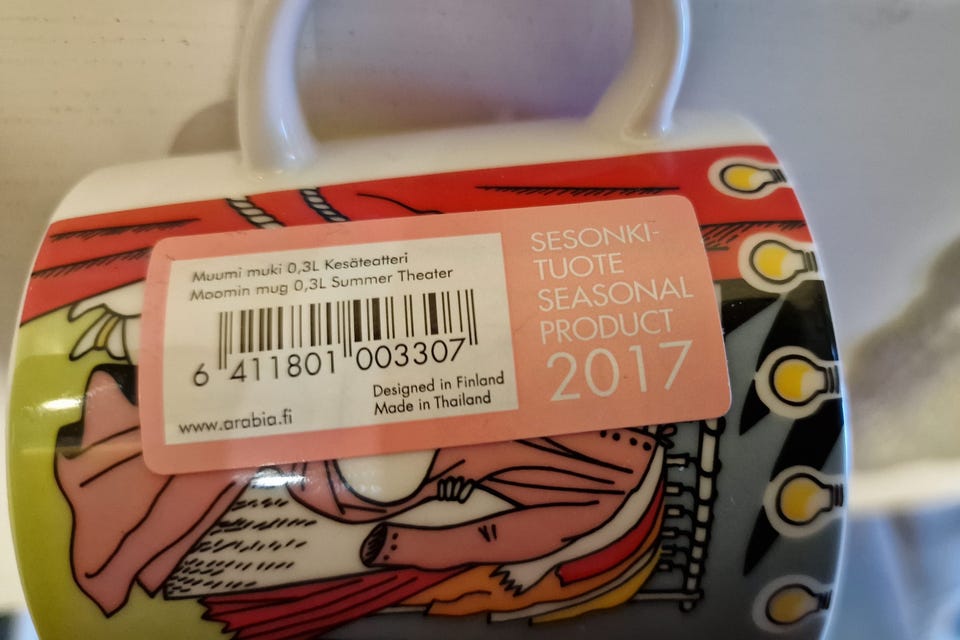 Muumi muki 0,3L Kesäteatteri
Moomin mug 0,3L Summer Theater
6 411801 003307
Designed in Finland
Made in Thailand
www.arabia.fi
SESONKI-
TUOTE
SEASONAL
PRODUCT
2017